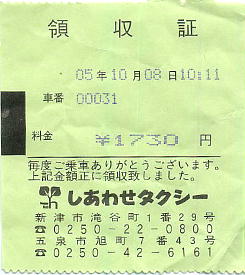 領収証
05年10月08日10:11
車番 00031
料金 ¥1730 円
毎度ご乗車ありがとうございます。
上記金額正に領収致しました。
しあわせタクシー
新津市滝谷町1番29号
☎ 0250-22-0800
五泉市旭町7番43号
☎ 0250-42-6161